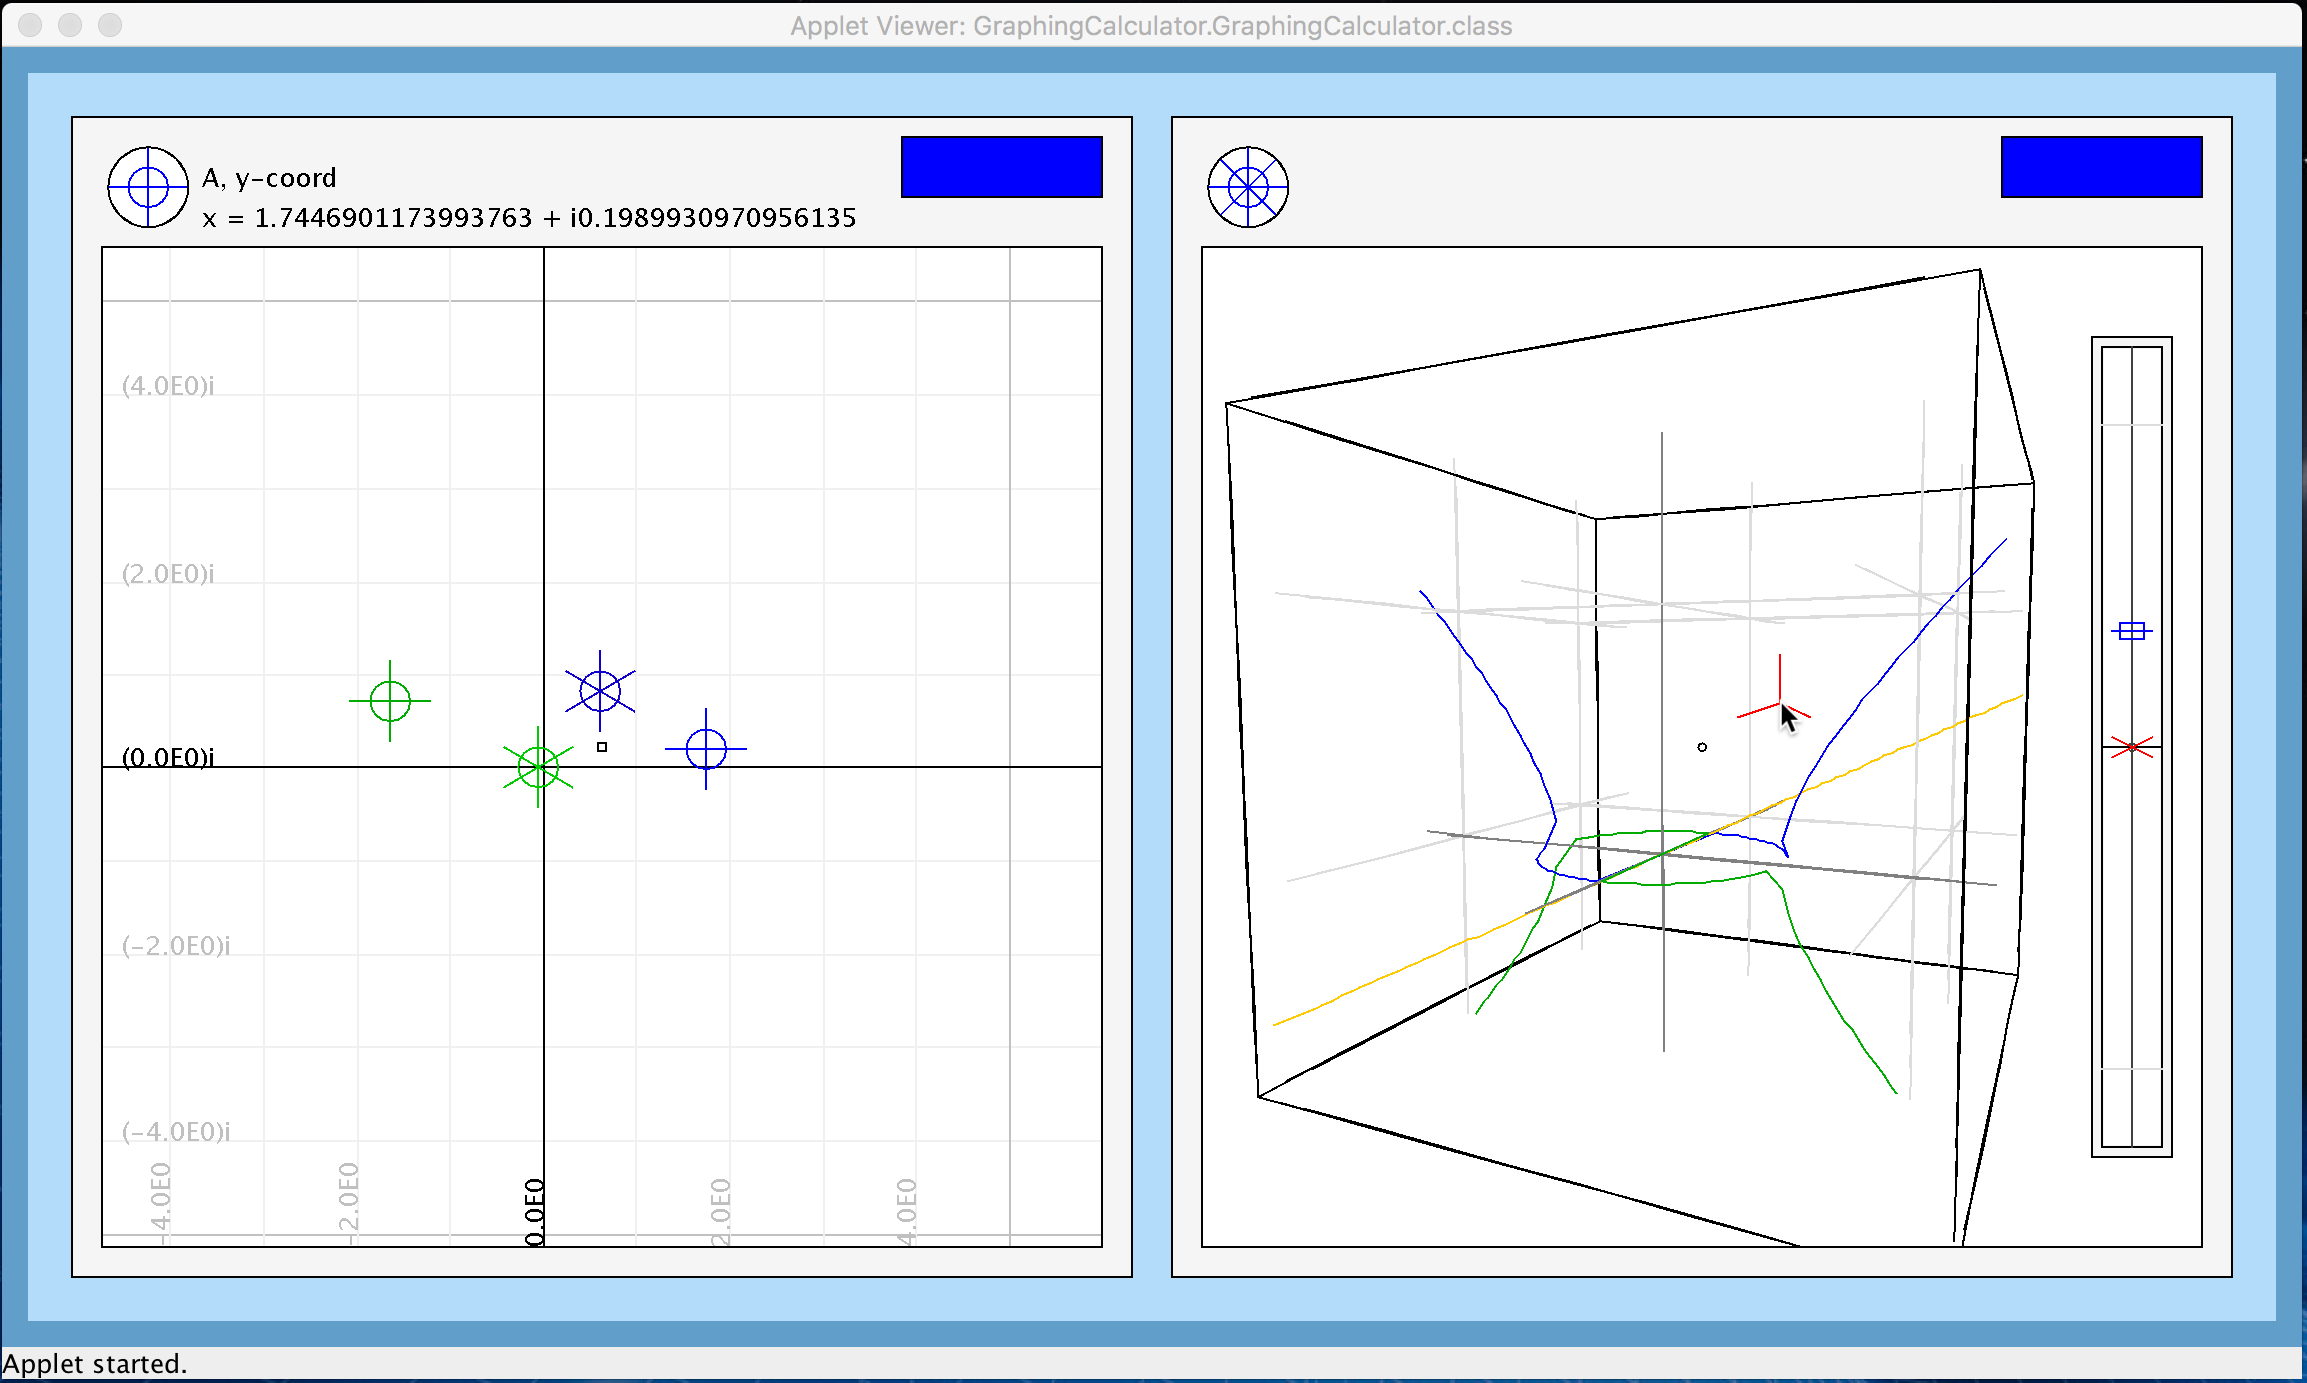 Applet Viewer: GraphingCalculator.GraphingCalculator.class
A, y-coord
x = 1.7446901173993763 + i0.1989930970956135
(4.0E0)i
(2.0E0)i
(0.0E0)i
(-2.0E0)i
(-4.0E0)i
-4.0E0
-2.0E0
0.0E0
2.0E0
4.0E0
Applet started.